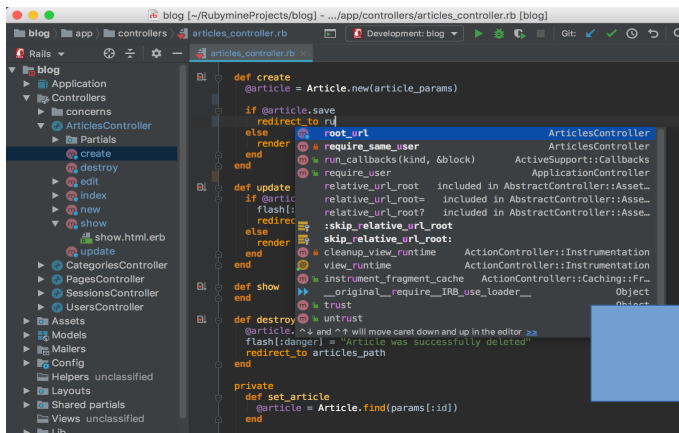 blog [~/RubymineProjects/blog] - .../app/controllers/articles_controller.rb [blog]
blog app controllers articles_controller.rb Development: blog Git:
Rails articles_controller.rb
blog
Application
Controllers
concerns
ArticlesController
Partials
create
destroy
edit
index
new
show
show.html.erb
update
CategoriesController
PagesController
SessionsController
UsersController
Assets
Models
Mailers
Config
Helpers unclassified
Layouts
Shared partials
Views unclassified
Lib
def create
@article = Article.new(article_params)
if @article.save
redirect_to ru
else
render
end
end
def update
if @artic
flash[:
redirec
else
render
end
end
def show
end
def destroy
@article.
flash[:danger] = "Article was successfully deleted"
redirect_to articles_path
end
private
def set_article
@article = Article.find(params[:id])
end
root_url ArticlesController
require_same_user ArticlesController
run_callbacks(kind, &block) ActiveSupport::Callbacks
require_user ApplicationController
relative_url_root included in AbstractController::Asset…
relative_url_root= included in AbstractController::Asse…
relative_url_root? included in AbstractController::Asse…
:skip_relative_url_root
skip_relative_url_root:
cleanup_view_runtime ActionController::Instrumentation
view_runtime ActionController::Instrumentation
instrument_fragment_cache ActionController::Caching::Fr…
__original__require__IRB_use_loader__ Object
trust Object
untrust
^↓ and ^↑ will move caret down and up in the editor >>